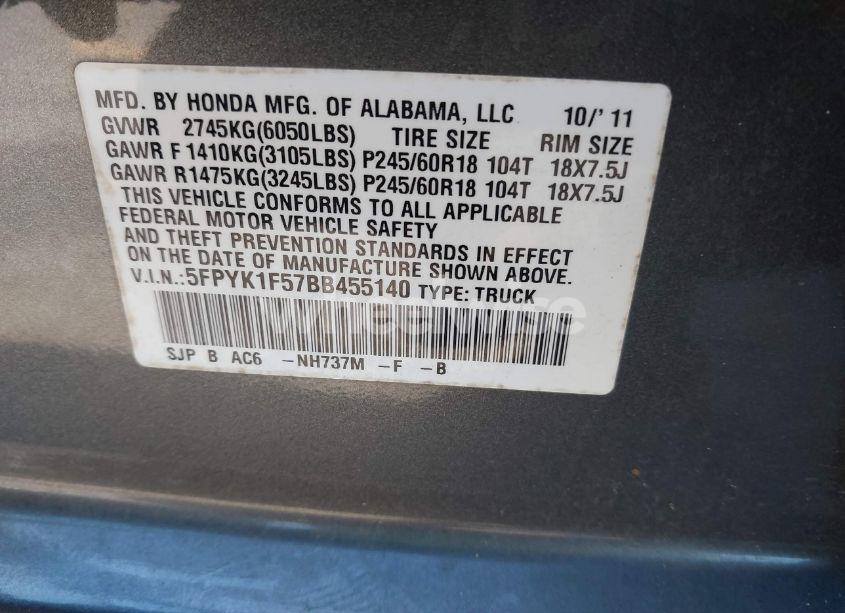 MFD. BY HONDA MFG. OF ALABAMA, LLC 10/'11
GVWR 2745KG(6050LBS) TIRE SIZE RIM SIZE
GAWR F 1410KG(3105LBS) P245/60R18 104T 18X7.5J
GAWR R1475KG(3245LBS) P245/60R18 104T 18X7.5J
THIS VEHICLE CONFORMS TO ALL APPLICABLE
FEDERAL MOTOR VEHICLE SAFETY
AND THEFT PREVENTION STANDARDS IN EFFECT
ON THE DATE OF MANUFACTURE SHOWN ABOVE.
V.I.N.:5FPYK1F57BB455140 TYPE: TRUCK
Wheelwise
SJP B AC6 -NH737M -F -B